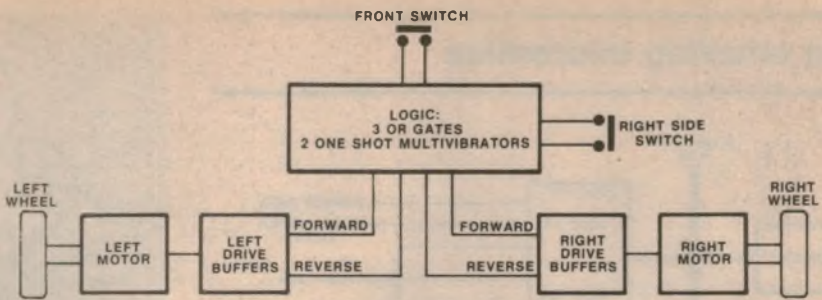 FRONT SWITCH
LOGIC:
3 OR GATES
2 ONE SHOT MULTIVIBRATORS
RIGHT SIDE
SWITCH
LEFT
WHEEL
RIGHT
WHEEL
LEFT
MOTOR
LEFT
DRIVE
BUFFERS
FORWARD
REVERSE
FORWARD
REVERSE
RIGHT
DRIVE
BUFFERS
RIGHT
MOTOR